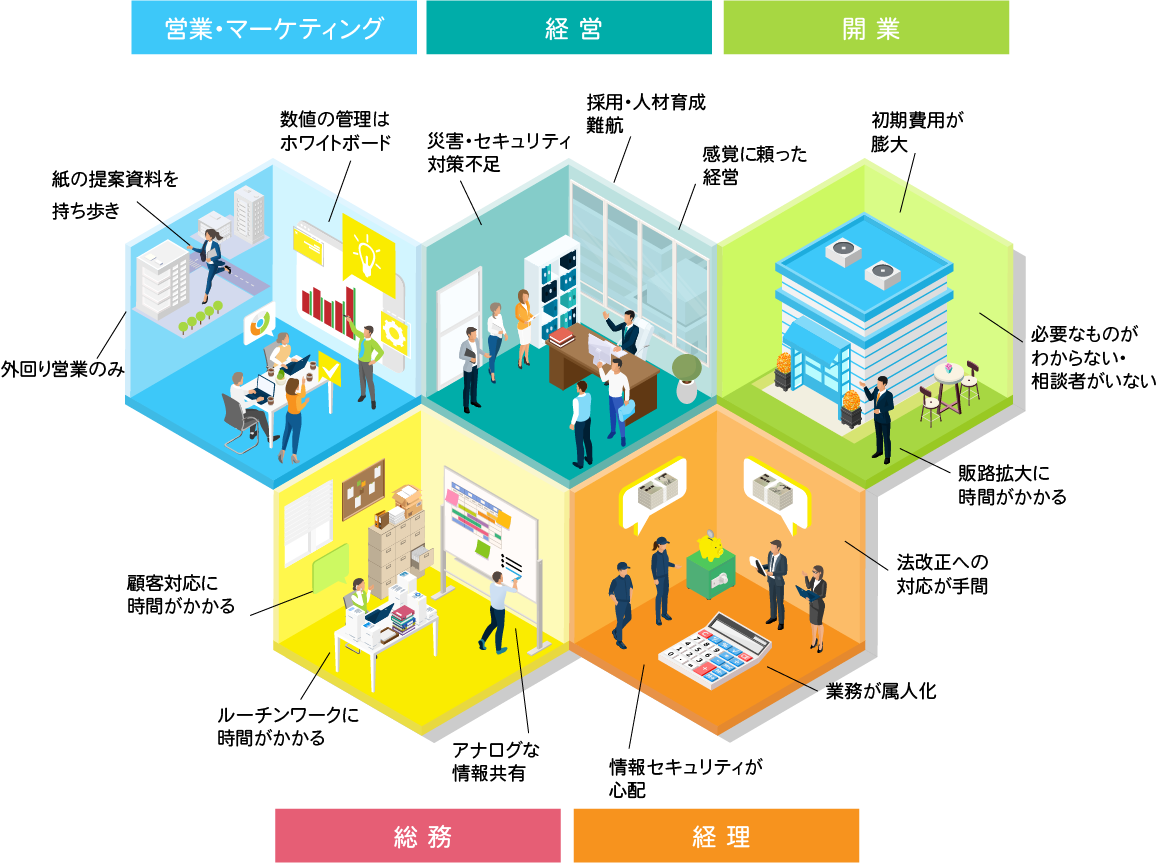 営業・マーケティング
経営
開業
数値の管理は
ホワイトボード
紙の提案資料を
持ち歩き
外回り営業のみ
災害・セキュリティ
対策不足
採用・人材育成
難航
感覚に頼った
経営
初期費用が
膨大
必要なものが
わからない・
相談者がいない
販路拡大に
時間がかかる
顧客対応に
時間がかかる
ルーチンワークに
時間がかかる
アナログな
情報共有
情報セキュリティが
心配
業務が属人化
法改正への
対応が手間
総務
経理